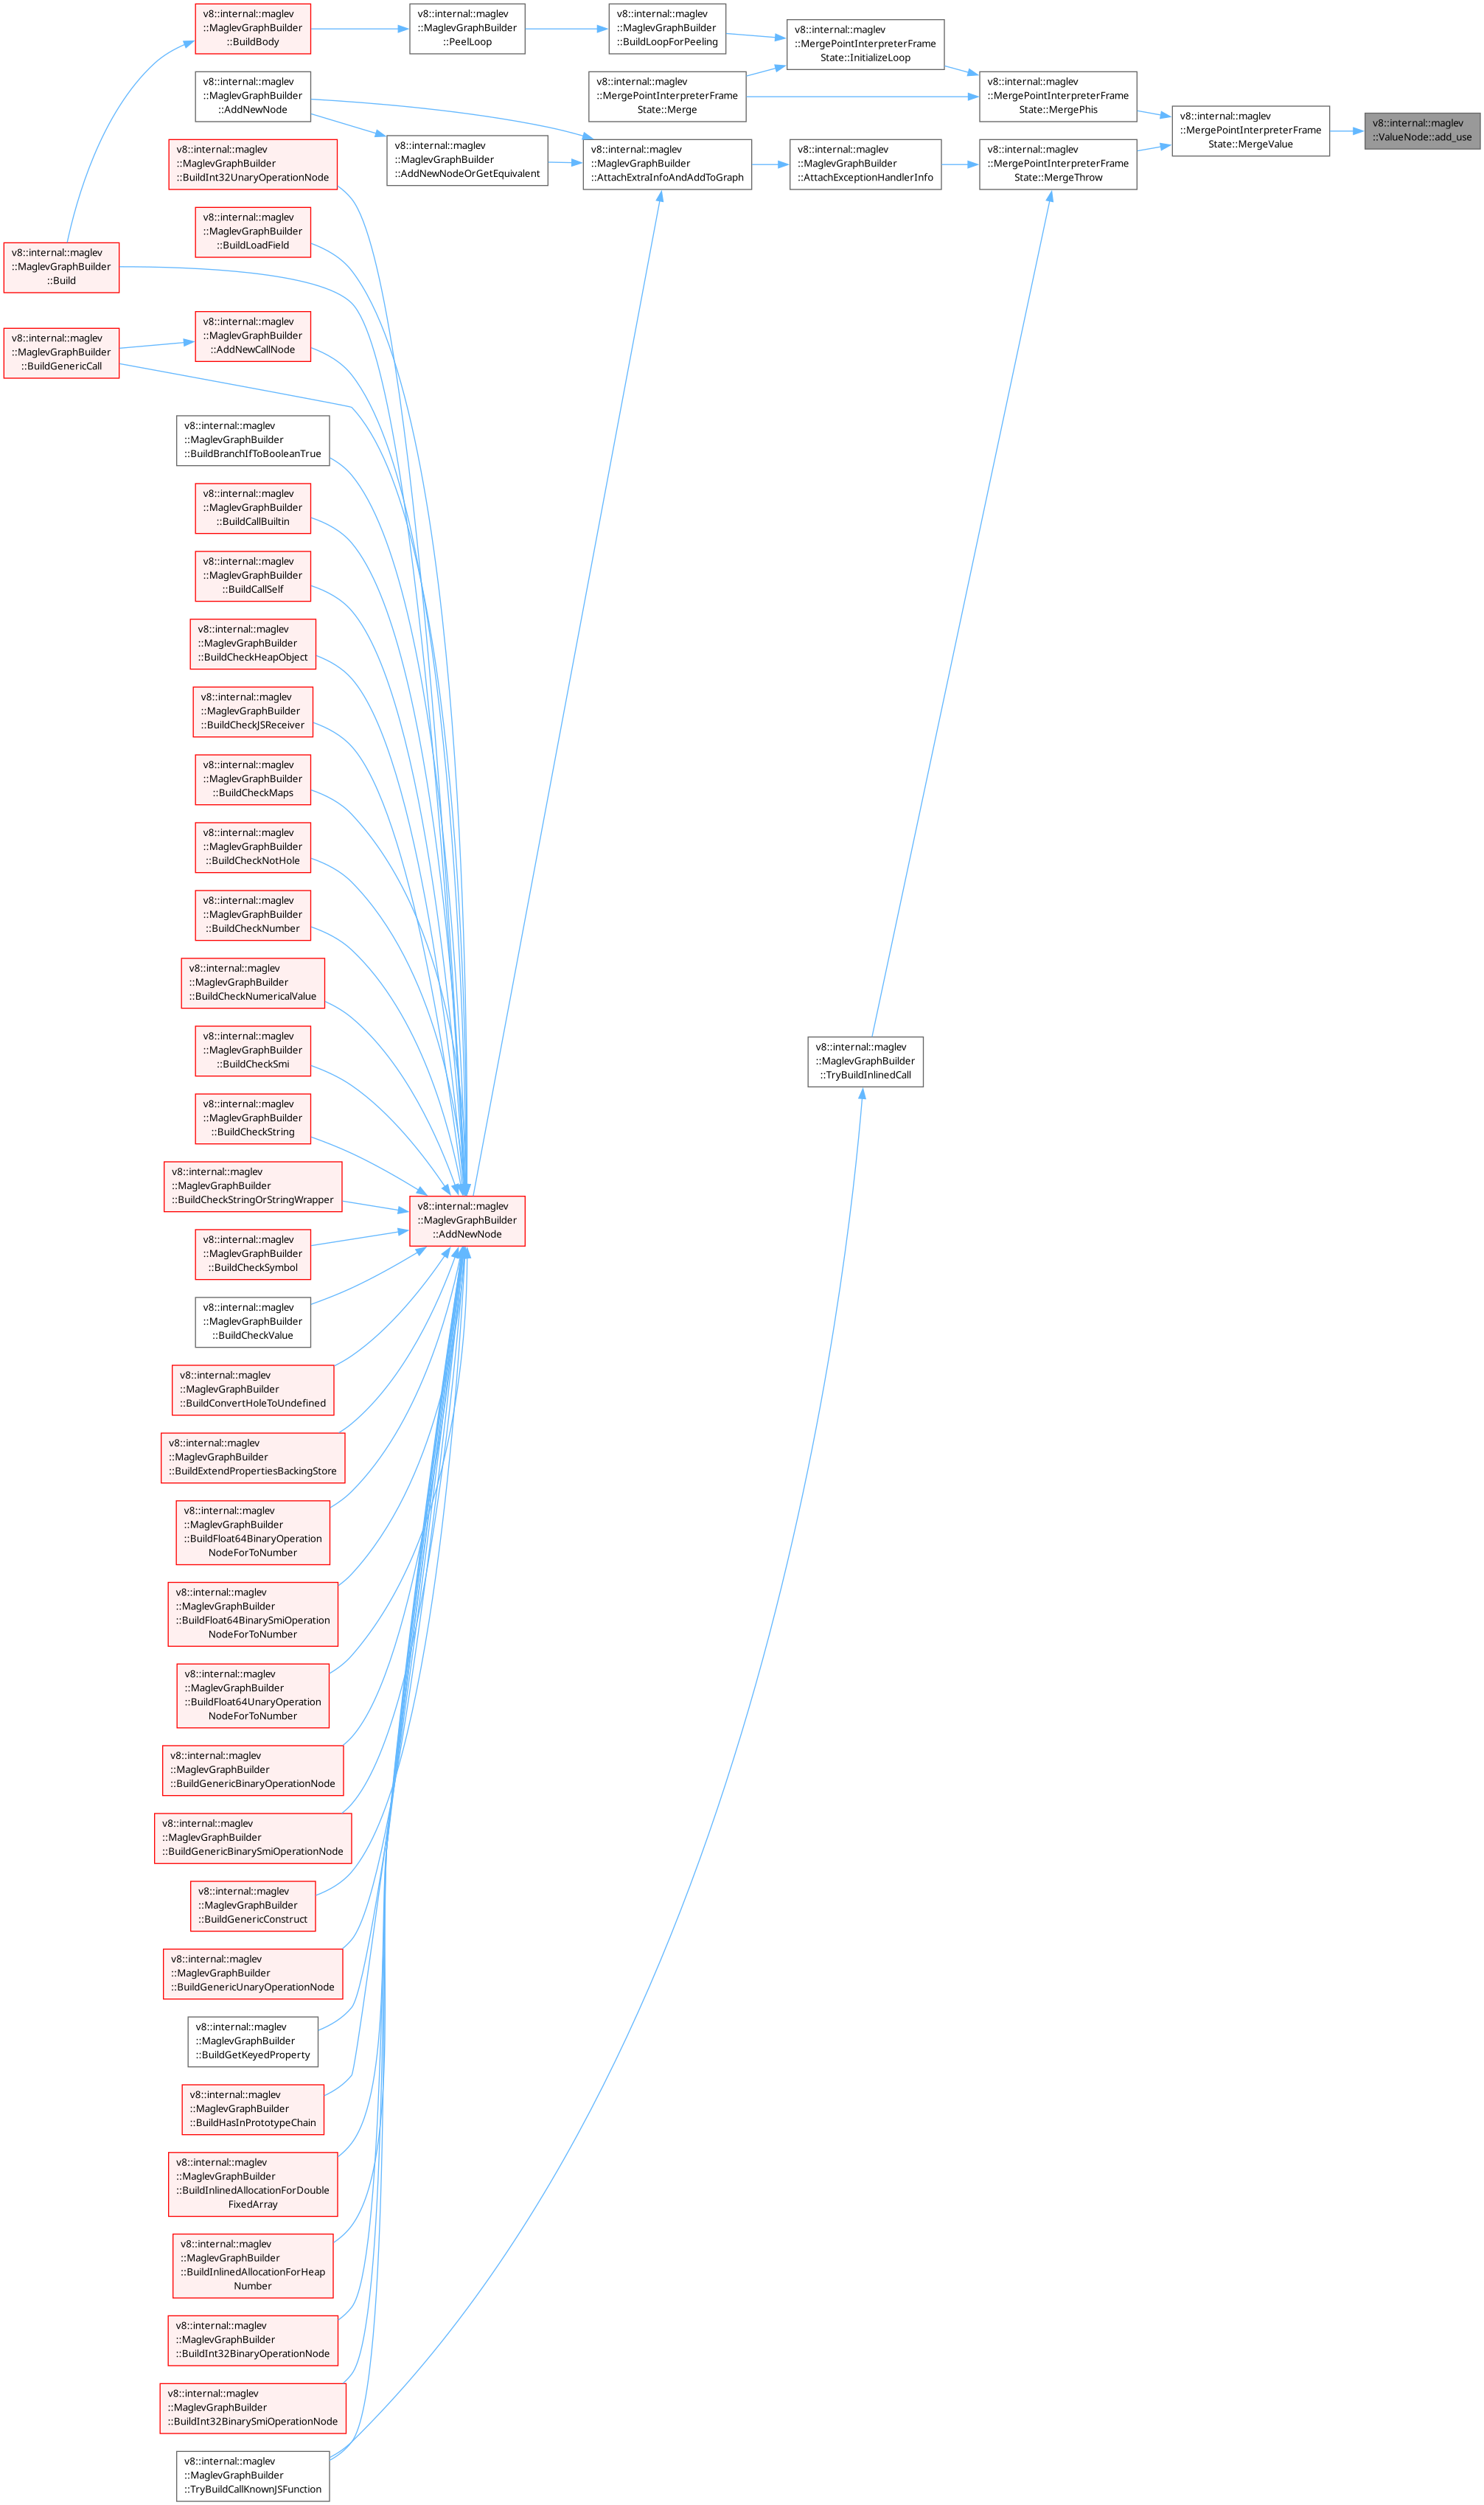 v8::internal::maglev
::MaglevGraphBuilder
::BuildBody
v8::internal::maglev
::MaglevGraphBuilder
::PeelLoop
v8::internal::maglev
::MaglevGraphBuilder
::BuildLoopForPeeling
v8::internal::maglev
::MergePointInterpreterFrame
State::InitializeLoop
v8::internal::maglev
::MaglevGraphBuilder
::AddNewNode
v8::internal::maglev
::MergePointInterpreterFrame
State::Merge
v8::internal::maglev
::MergePointInterpreterFrame
State::MergePhis
v8::internal::maglev
::MergePointInterpreterFrame
State::MergeValue
v8::internal::maglev
::ValueNode::add_use
v8::internal::maglev
::MaglevGraphBuilder
::BuildInt32UnaryOperationNode
v8::internal::maglev
::MaglevGraphBuilder
::AddNewNodeOrGetEquivalent
v8::internal::maglev
::MaglevGraphBuilder
::AttachExtraInfoAndAddToGraph
v8::internal::maglev
::MaglevGraphBuilder
::AttachExceptionHandlerInfo
v8::internal::maglev
::MergePointInterpreterFrame
State::MergeThrow
v8::internal::maglev
::MaglevGraphBuilder
::BuildLoadField
v8::internal::maglev
::MaglevGraphBuilder
::Build
v8::internal::maglev
::MaglevGraphBuilder
::AddNewCallNode
v8::internal::maglev
::MaglevGraphBuilder
::BuildGenericCall
v8::internal::maglev
::MaglevGraphBuilder
::BuildBranchIfToBooleanTrue
v8::internal::maglev
::MaglevGraphBuilder
::BuildCallBuiltin
v8::internal::maglev
::MaglevGraphBuilder
::BuildCallSelf
v8::internal::maglev
::MaglevGraphBuilder
::BuildCheckHeapObject
v8::internal::maglev
::MaglevGraphBuilder
::BuildCheckJSReceiver
v8::internal::maglev
::MaglevGraphBuilder
::BuildCheckMaps
v8::internal::maglev
::MaglevGraphBuilder
::BuildCheckNotHole
v8::internal::maglev
::MaglevGraphBuilder
::BuildCheckNumber
v8::internal::maglev
::MaglevGraphBuilder
::BuildCheckNumericalValue
v8::internal::maglev
::MaglevGraphBuilder
::BuildCheckSmi
v8::internal::maglev
::MaglevGraphBuilder
::TryBuildInlinedCall
v8::internal::maglev
::MaglevGraphBuilder
::BuildCheckString
v8::internal::maglev
::MaglevGraphBuilder
::BuildCheckStringOrStringWrapper
v8::internal::maglev
::MaglevGraphBuilder
::AddNewNode
v8::internal::maglev
::MaglevGraphBuilder
::BuildCheckSymbol
v8::internal::maglev
::MaglevGraphBuilder
::BuildCheckValue
v8::internal::maglev
::MaglevGraphBuilder
::BuildConvertHoleToUndefined
v8::internal::maglev
::MaglevGraphBuilder
::BuildExtendPropertiesBackingStore
v8::internal::maglev
::MaglevGraphBuilder
::BuildFloat64BinaryOperation
NodeForToNumber
v8::internal::maglev
::MaglevGraphBuilder
::BuildFloat64BinarySmiOperation
NodeForToNumber
v8::internal::maglev
::MaglevGraphBuilder
::BuildFloat64UnaryOperation
NodeForToNumber
v8::internal::maglev
::MaglevGraphBuilder
::BuildGenericBinaryOperationNode
v8::internal::maglev
::MaglevGraphBuilder
::BuildGenericBinarySmiOperationNode
v8::internal::maglev
::MaglevGraphBuilder
::BuildGenericConstruct
v8::internal::maglev
::MaglevGraphBuilder
::BuildGenericUnaryOperationNode
v8::internal::maglev
::MaglevGraphBuilder
::BuildGetKeyedProperty
v8::internal::maglev
::MaglevGraphBuilder
::BuildHasInPrototypeChain
v8::internal::maglev
::MaglevGraphBuilder
::BuildInlinedAllocationForDouble
FixedArray
v8::internal::maglev
::MaglevGraphBuilder
::BuildInlinedAllocationForHeap
Number
v8::internal::maglev
::MaglevGraphBuilder
::BuildInt32BinaryOperationNode
v8::internal::maglev
::MaglevGraphBuilder
::BuildInt32BinarySmiOperationNode
v8::internal::maglev
::MaglevGraphBuilder
::TryBuildCallKnownJSFunction